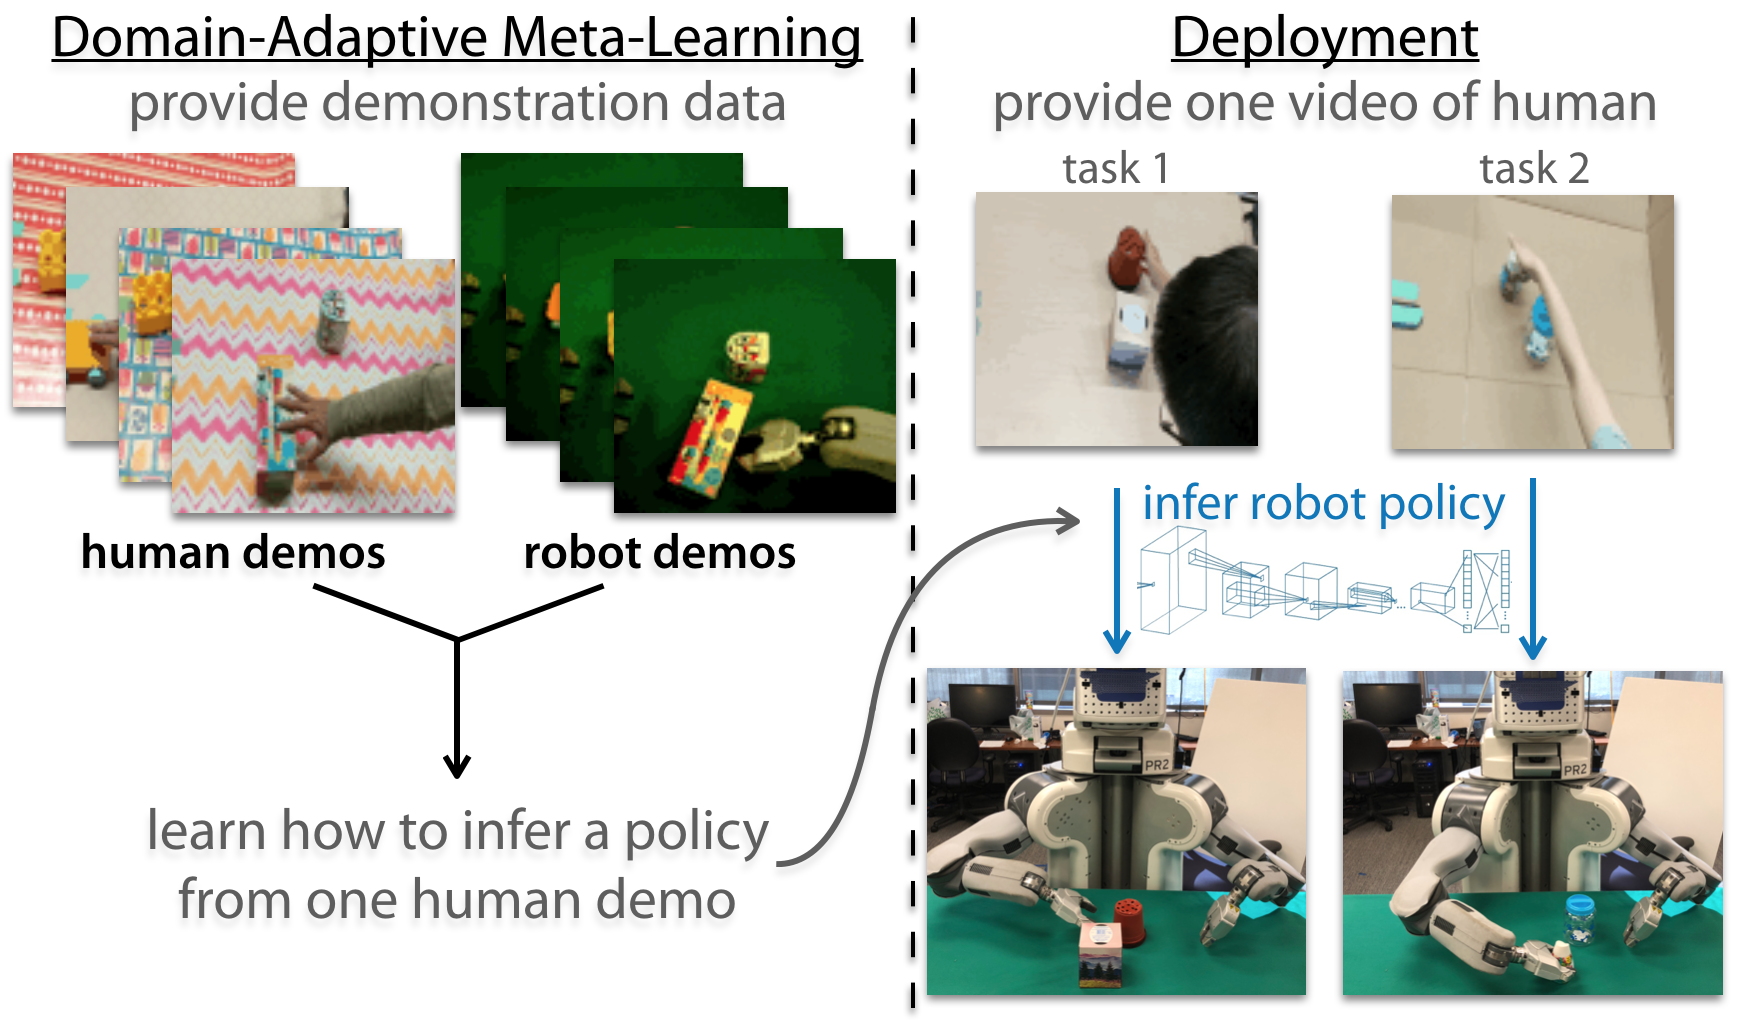 Domain-Adaptive Meta-Learning
provide demonstration data
human demos
robot demos
learn how to infer a policy
from one human demo
Deployment
provide one video of human
task 1
task 2
infer robot policy
PR2
PR2